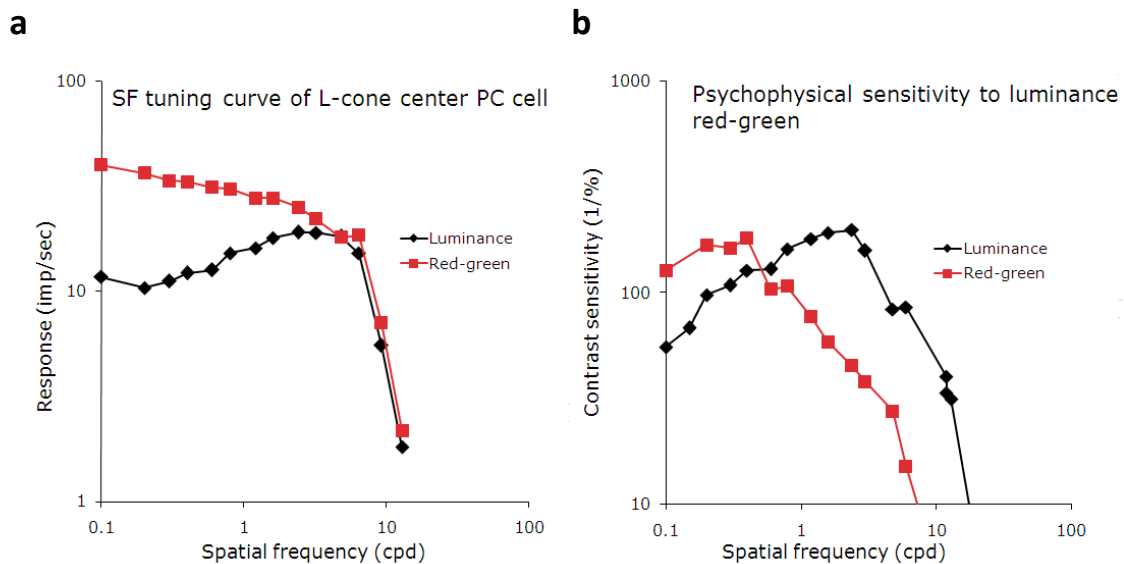 a
b
100
10
1
SF tuning curve of L-cone center PC cell
Luminance
Red-green
Response (imp/sec)
0.1
1
10
100
Spatial frequency (cpd)
1000
100
10
Psychophysical sensitivity to luminance
red-green
Luminance
Red-green
Contrast sensitivity (1/%)
0.1
1
10
100
Spatial frequency (cpd)